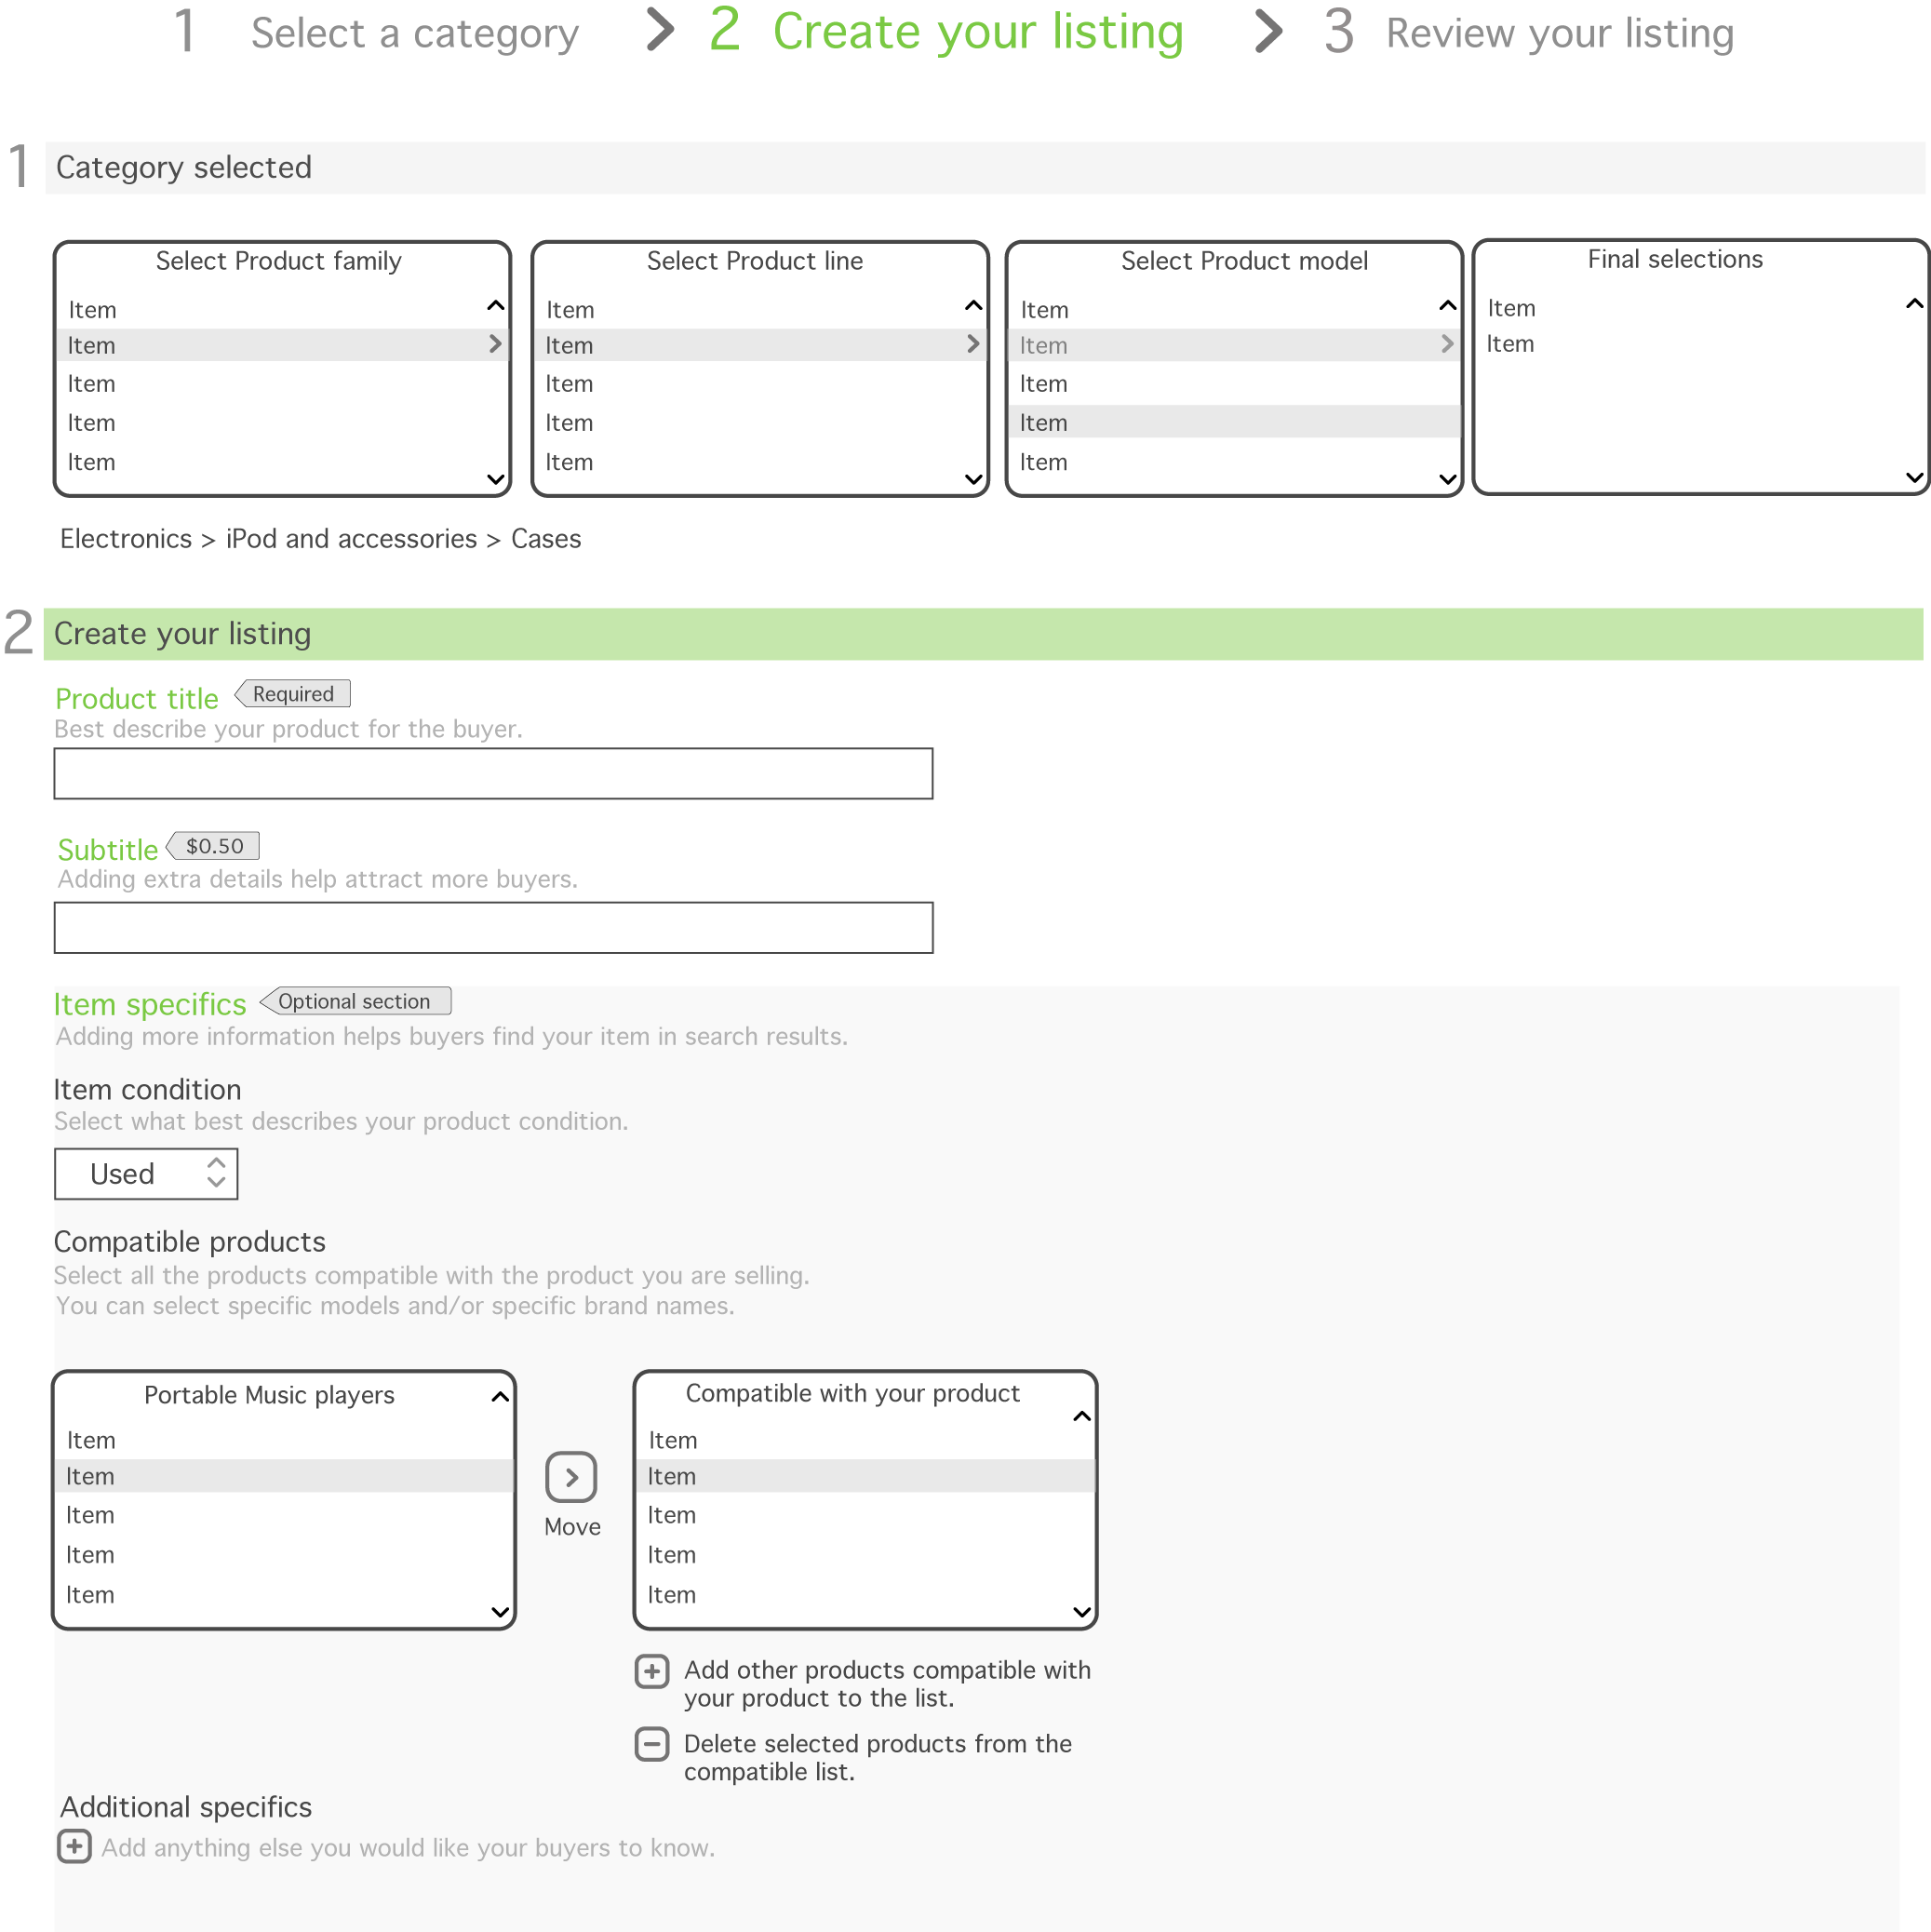 1 Select a category > 2 Create your listing > 3 Review your listing
1 Category selected
Select Product family
Item
Item
Item
Item
Item
Select Product line
Item
Item
Item
Item
Item
Select Product model
Item
Item
Item
Item
Item
Final selections
Item
Item
Electronics > iPod and accessories > Cases
2 Create your listing
Product title Required
Best describe your product for the buyer.
Subtitle $0.50
Adding extra details help attract more buyers.
Item specifics Optional section
Adding more information helps buyers find your item in search results.
Item condition
Select what best describes your product condition.
Used
Compatible products
Select all the products compatible with the product you are selling.
You can select specific models and/or specific brand names.
Portable Music players
Item
Item
Item
Item
Item
Move
Compatible with your product
Item
Item
Item
Item
Item
Add other products compatible with
your product to the list.
Delete selected products from the
compatible list.
Additional specifics
Add anything else you would like your buyers to know.